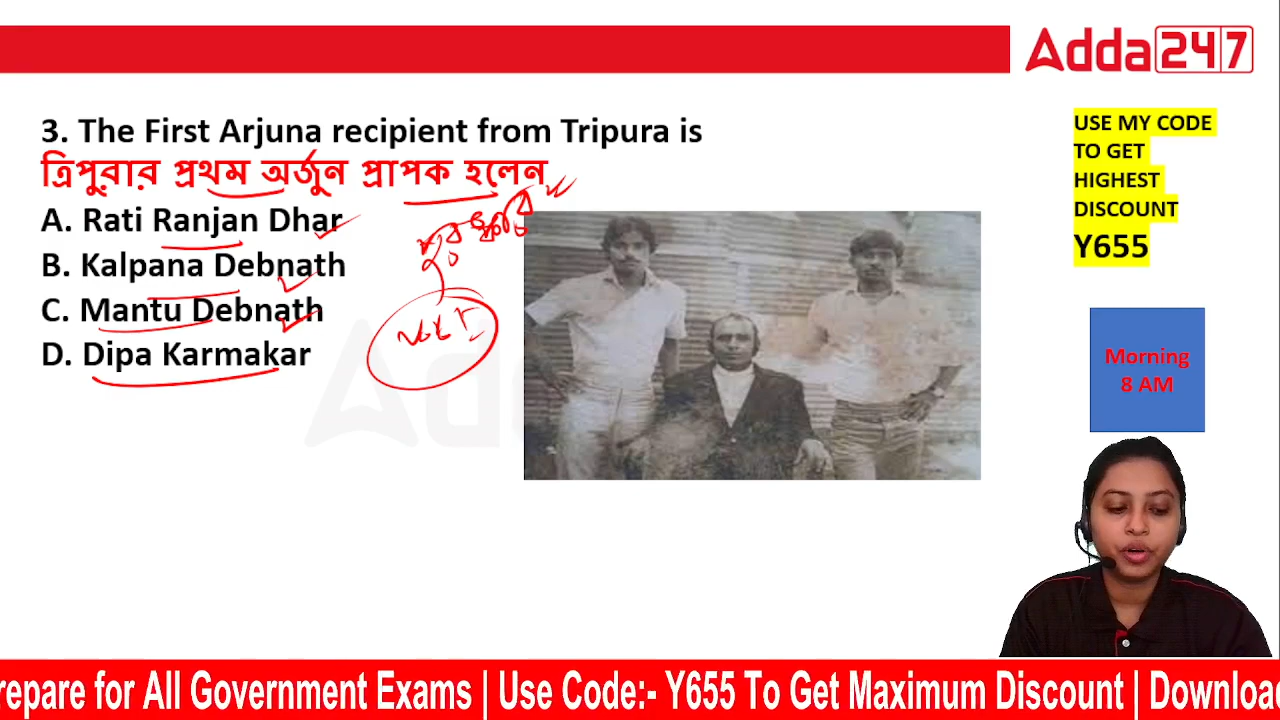 Adda247
3. The First Arjuna recipient from Tripura is
ত্রিপুরার প্রথম অর্জুন প্রাপক হলেন
A. Rati Ranjan Dhar
B. Kalpana Debnath
C. Mantu Debnath
D. Dipa Karmakar
পুরস্কার
USE MY CODE
TO GET
HIGHEST
DISCOUNT
Y655
Morning
8 AM
repare for All Government Exams | Use Code:- Y655 To Get Maximum Discount | Downloa